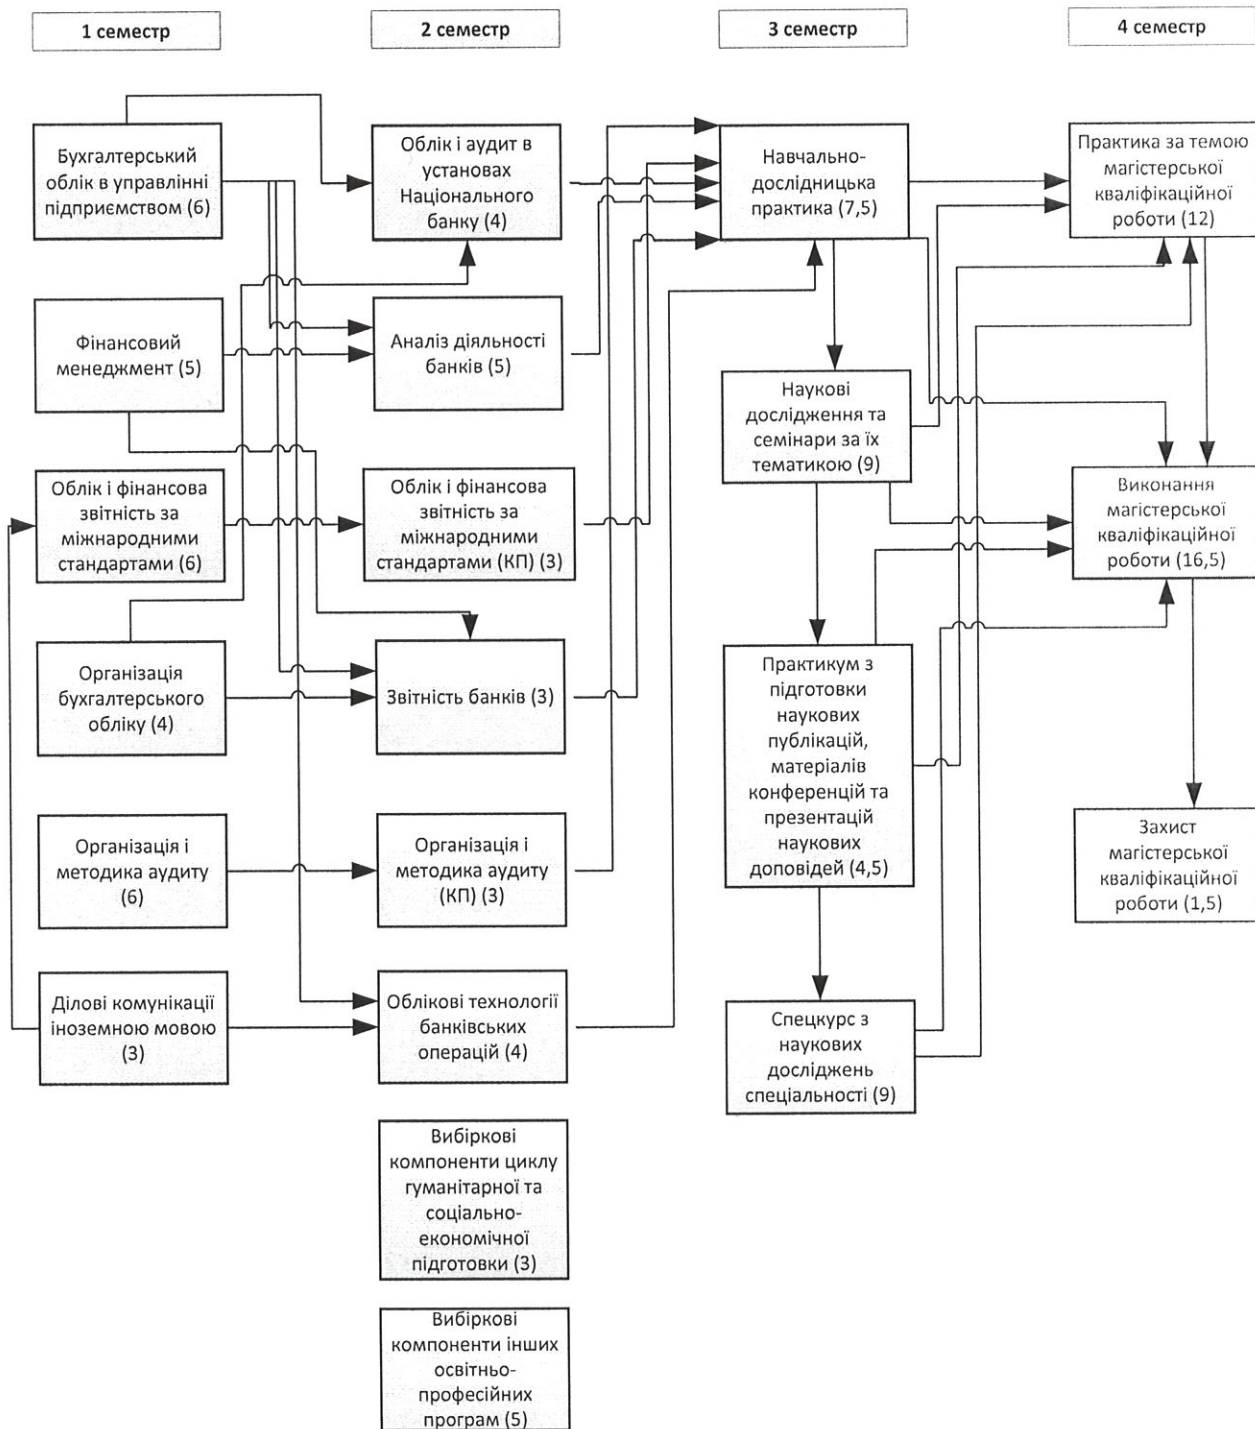 1 семестр
2 семестр
3 семестр
4 семестр
Бухгалтерський
облік в управлінні
підприємством (6)
Фінансовий
менеджмент (5)
Облік і фінансова
звітність за
міжнародними
стандартами (6)
Організація
бухгалтерського
обліку (4)
Організація і
методика аудиту
(6)
Ділові комунікації
іноземною мовою
(3)
Облік і аудит в
установах
Національного
банку (4)
Аналіз діяльності
банків (5)
Облік і фінансова
звітність за
міжнародними
стандартами (КП) (3)
Звітність банків (3)
Організація і
методика аудиту
(КП) (3)
Облікові технології
банківських
операцій (4)
Вибіркові
компоненти циклу
гуманітарної та
соціально-
економічної
підготовки (3)
Вибіркові
компоненти інших
освітньо-
професійних
програм (5)
Навчально-
дослідницька
практика (7,5)
Наукові
дослідження та
семінари за їх
тематикою (9)
Практикум з
підготовки
наукових
публікацій,
матеріалів
конференцій та
презентацій
наукових
доповідей (4,5)
Спецкурс з
наукових
досліджень
спеціальності (9)
Практика за темою
магістерської
кваліфікаційної
роботи (12)
Виконання
магістерської
кваліфікаційної
роботи (16,5)
Захист
магістерської
кваліфікаційної
роботи (1,5)